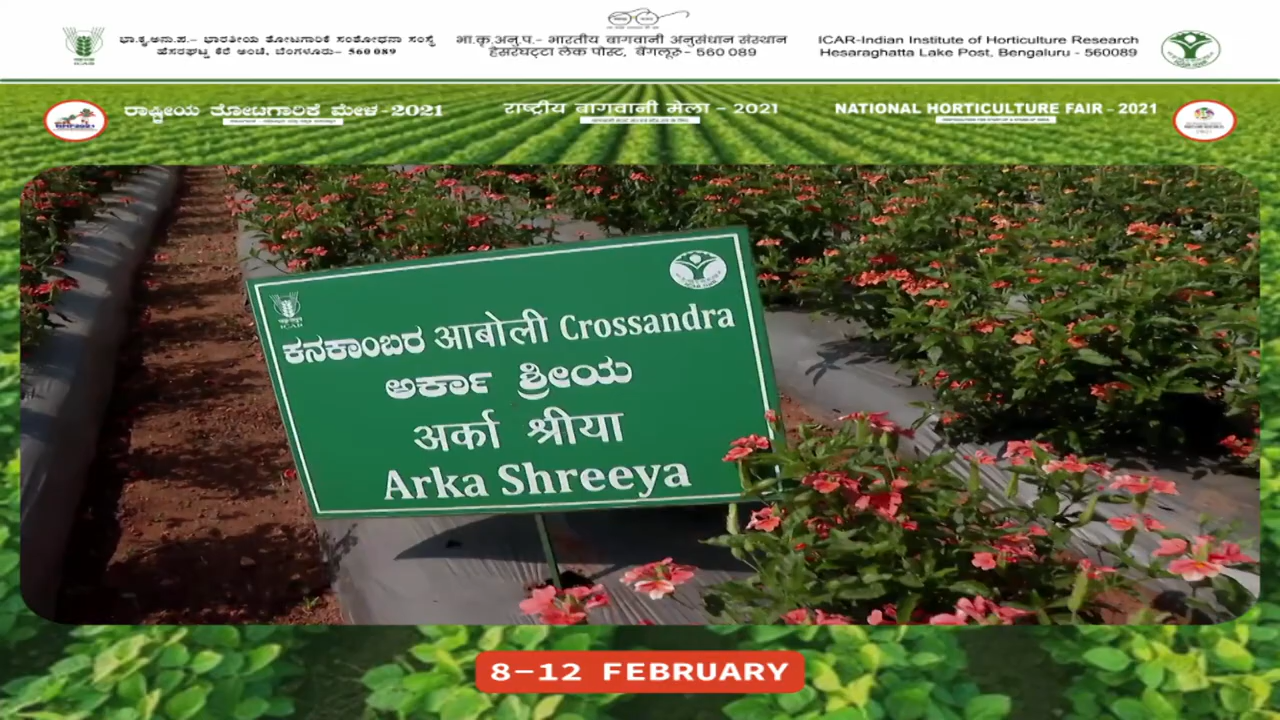 ಭಾ.ಕೃ.ಅನು.ಪ.- ಭಾರತೀಯ ತೋಟಗಾರಿಕೆ ಸಂಶೋಧನಾ ಸಂಸ್ಥೆ
ಹೆಸರಘಟ್ಟ ಕೆರೆ ಅಂಚೆ, ಬೆಂಗಳೂರು- 560 089
भा.कृ.अनु.प.- भारतीय बागवानी अनुसंधान संस्थान
हेसरघट्टा लेक पोस्ट, बेंगलूरू- 560 089
ICAR-Indian Institute of Horticulture Research
Hesaraghatta Lake Post, Bengaluru - 560089
ರಾಷ್ಟ್ರೀಯ ತೋಟಗಾರಿಕೆ ಮೇಳ -2021
राष्ट्रीय बागवानी मेला - 2021
NATIONAL HORTICULTURE FAIR - 2021
ICAR
ಕನಕಾಂಬರ आबोली Crossandra
ಅರ್ಕಾ ಶ್ರೀಯ
अर्का श्रीया
Arka Shreeya
8-12 FEBRUARY